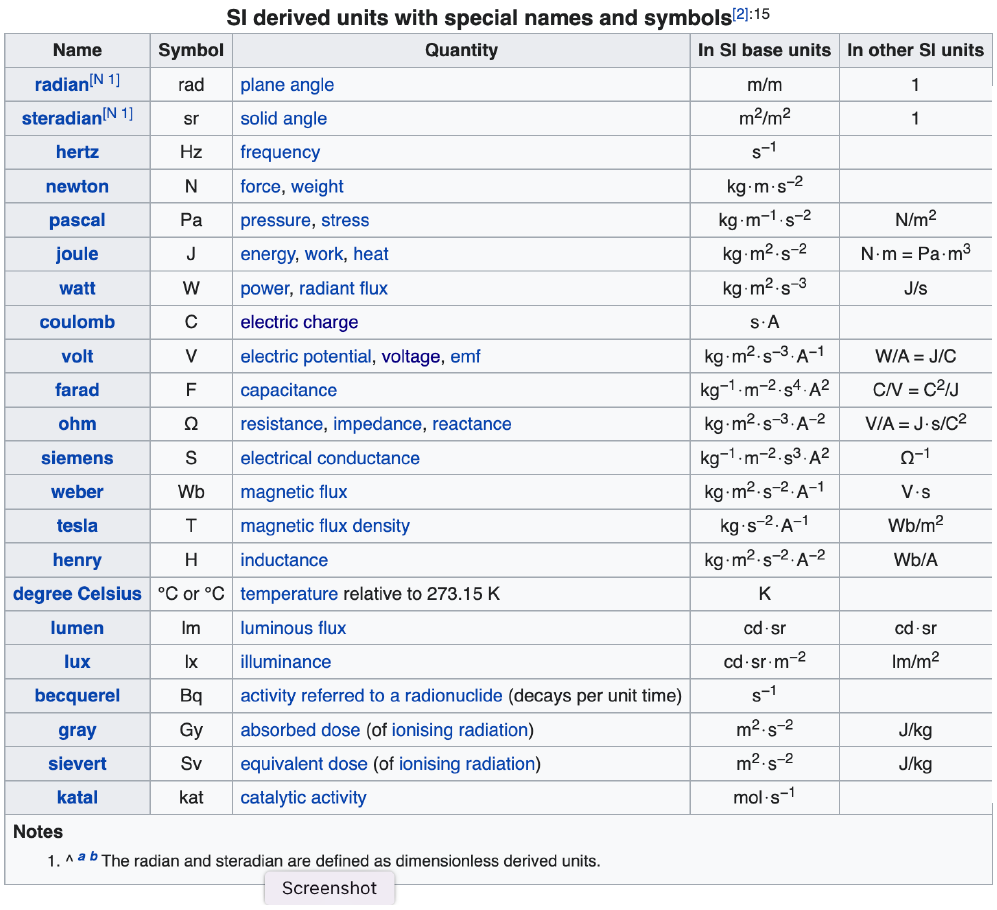 SI derived units with special names and symbols[2]:15
Name Symbol Quantity In SI base units In other SI units
radian[N 1] rad plane angle m/m 1
steradian[N 1] sr solid angle m²/m² 1
hertz Hz frequency s⁻¹
newton N force, weight kg·m·s⁻²
pascal Pa pressure, stress kg·m⁻¹·s⁻² N/m²
joule J energy, work, heat kg·m²·s⁻² N·m = Pa·m³
watt W power, radiant flux kg·m²·s⁻³ J/s
coulomb C electric charge s·A
volt V electric potential, voltage, emf kg·m²·s⁻³·A⁻¹ W/A = J/C
farad F capacitance kg⁻¹·m⁻²·s⁴·A² C/V = C²/J
ohm Ω resistance, impedance, reactance kg·m²·s⁻³·A⁻² V/A = J·s/C²
siemens S electrical conductance kg⁻¹·m⁻²·s³·A² Ω⁻¹
weber Wb magnetic flux kg·m²·s⁻²·A⁻¹ V·s
tesla T magnetic flux density kg·s⁻²·A⁻¹ Wb/m²
henry H inductance kg·m²·s⁻²·A⁻² Wb/A
degree Celsius °C or °C temperature relative to 273.15 K K
lumen lm luminous flux cd·sr cd·sr
lux lx illuminance cd·sr·m⁻² lm/m²
becquerel Bq activity referred to a radionuclide (decays per unit time) s⁻¹
gray Gy absorbed dose (of ionising radiation) m²·s⁻² J/kg
sievert Sv equivalent dose (of ionising radiation) m²·s⁻² J/kg
katal kat catalytic activity mol·s⁻¹
Notes
1. ^ a b The radian and steradian are defined as dimensionless derived units.
Screenshot